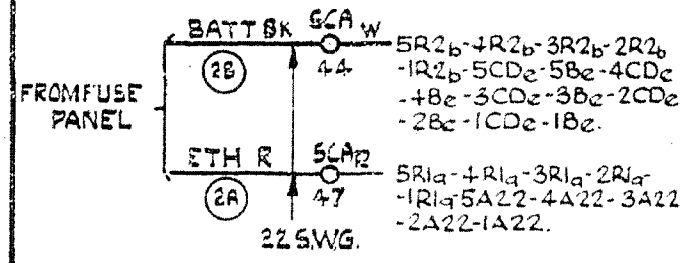 BATT BK 5CA W 5R2b-4R2b-3R2b-2R2b
2B 44 -1R2b-5CDe-5Be-4CDe
FROM FUSE -4Be-3CDe-3Be-2CDe
PANEL -2Be-1CDe-1Be.
ETH R 5CA R 5R1a-4R1a-3R1a-2R1a-
2A 47 -1R1a-5A22-4A22-3A22
-2A22-1A22.
22 S.W.G.